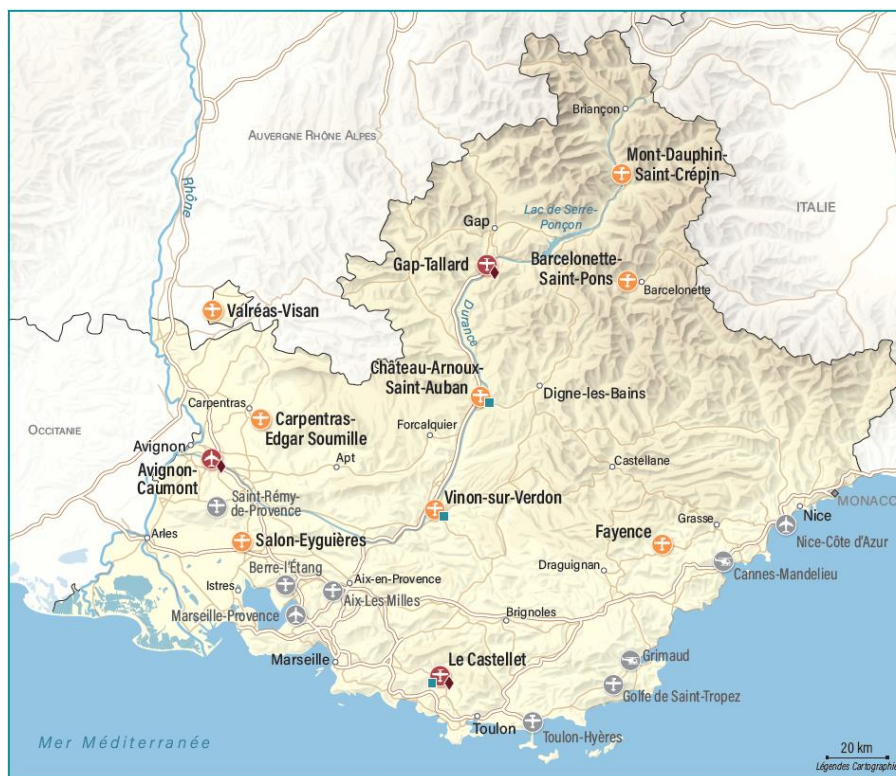 Briançon
AUVERGNE RHÔNE ALPES
Mont-Dauphin-
Saint-Crépin
Rhône
ITALIE
Lac de Serre-
Ponçon
Gap
Gap-Tallard
Barcelonette-
Saint-Pons
Barcelonette
Valréas-Visan
Durance
Château-Arnoux-
Saint-Auban
Digne-les-Bains
Carpentras
Carpentras-
Edgar Soumille
Forcalquier
OCCITANIE
Avignon
Avignon-
Caumont
Apt
Castellane
Saint-Rémy-
de-Provence
Vinon-sur-Verdon
MONACO
Nice
Grasse
Fayence
Nice-Côte d'Azur
Arles
Salon-Eyguières
Berre-l'Étang
Draguignan
Cannes-Mandelieu
Istres
Aix-en-Provence
Aix-Les Milles
Marseille-Provence
Brignoles
Marseille
Le Castellet
Grimaud
Golfe de Saint-Tropez
Toulon
Toulon-Hyères
Mer Méditerranée
20 km
Légendes Cartographie